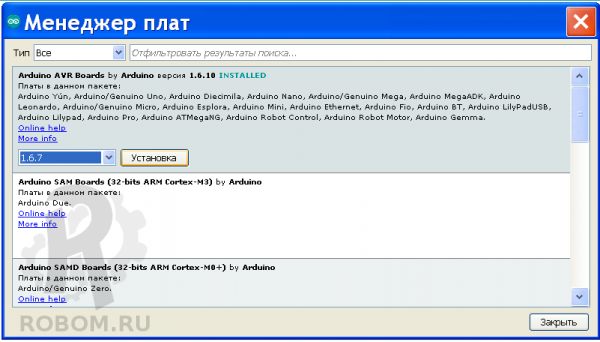 Менеджер плат
Тип Все Отфильтровать результаты поиска...
Arduino AVR Boards by Arduino версия 1.6.10 INSTALLED
Платы в данном пакете:
Arduino Yún, Arduino/Genuino Uno, Arduino Diecimila, Arduino Nano, Arduino/Genuino Mega, Arduino MegaADK, Arduino
Leonardo, Arduino/Genuino Micro, Arduino Esplora, Arduino Mini, Arduino Ethernet, Arduino Fio, Arduino BT, Arduino LilyPadUSB,
Arduino Lilypad, Arduino Pro, Arduino ATMegaNG, Arduino Robot Control, Arduino Robot Motor, Arduino Gemma.
Online help
More info
1.6.7 Установка
Arduino SAM Boards (32-bits ARM Cortex-M3) by Arduino
Платы в данном пакете:
Arduino Due.
Online help
More info
Arduino SAMD Boards (32-bits ARM Cortex-M0+) by Arduino
Платы в данном пакете:
Arduino/Genuino Zero.
Online help
ROBOM.RU
Закрыть